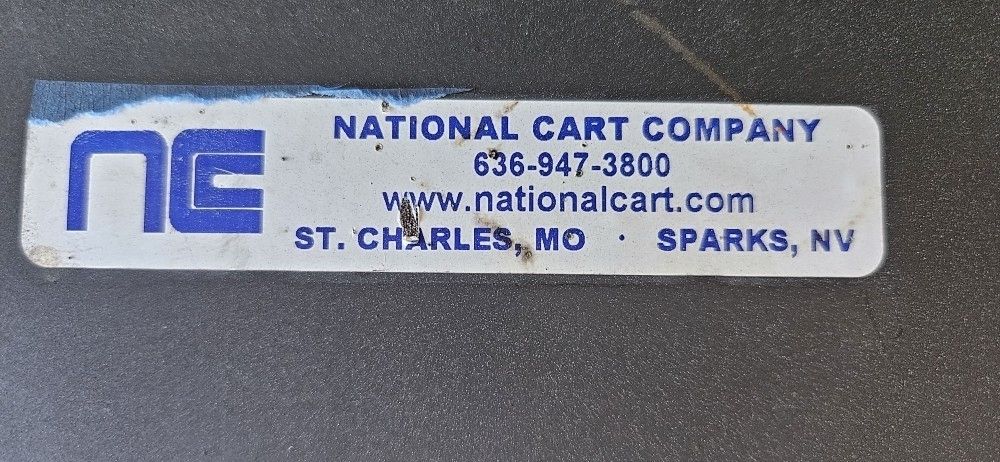 NC
NATIONAL CART COMPANY
636-947-3800
www.nationalcart.com
ST. CHARLES, MO · SPARKS, NV